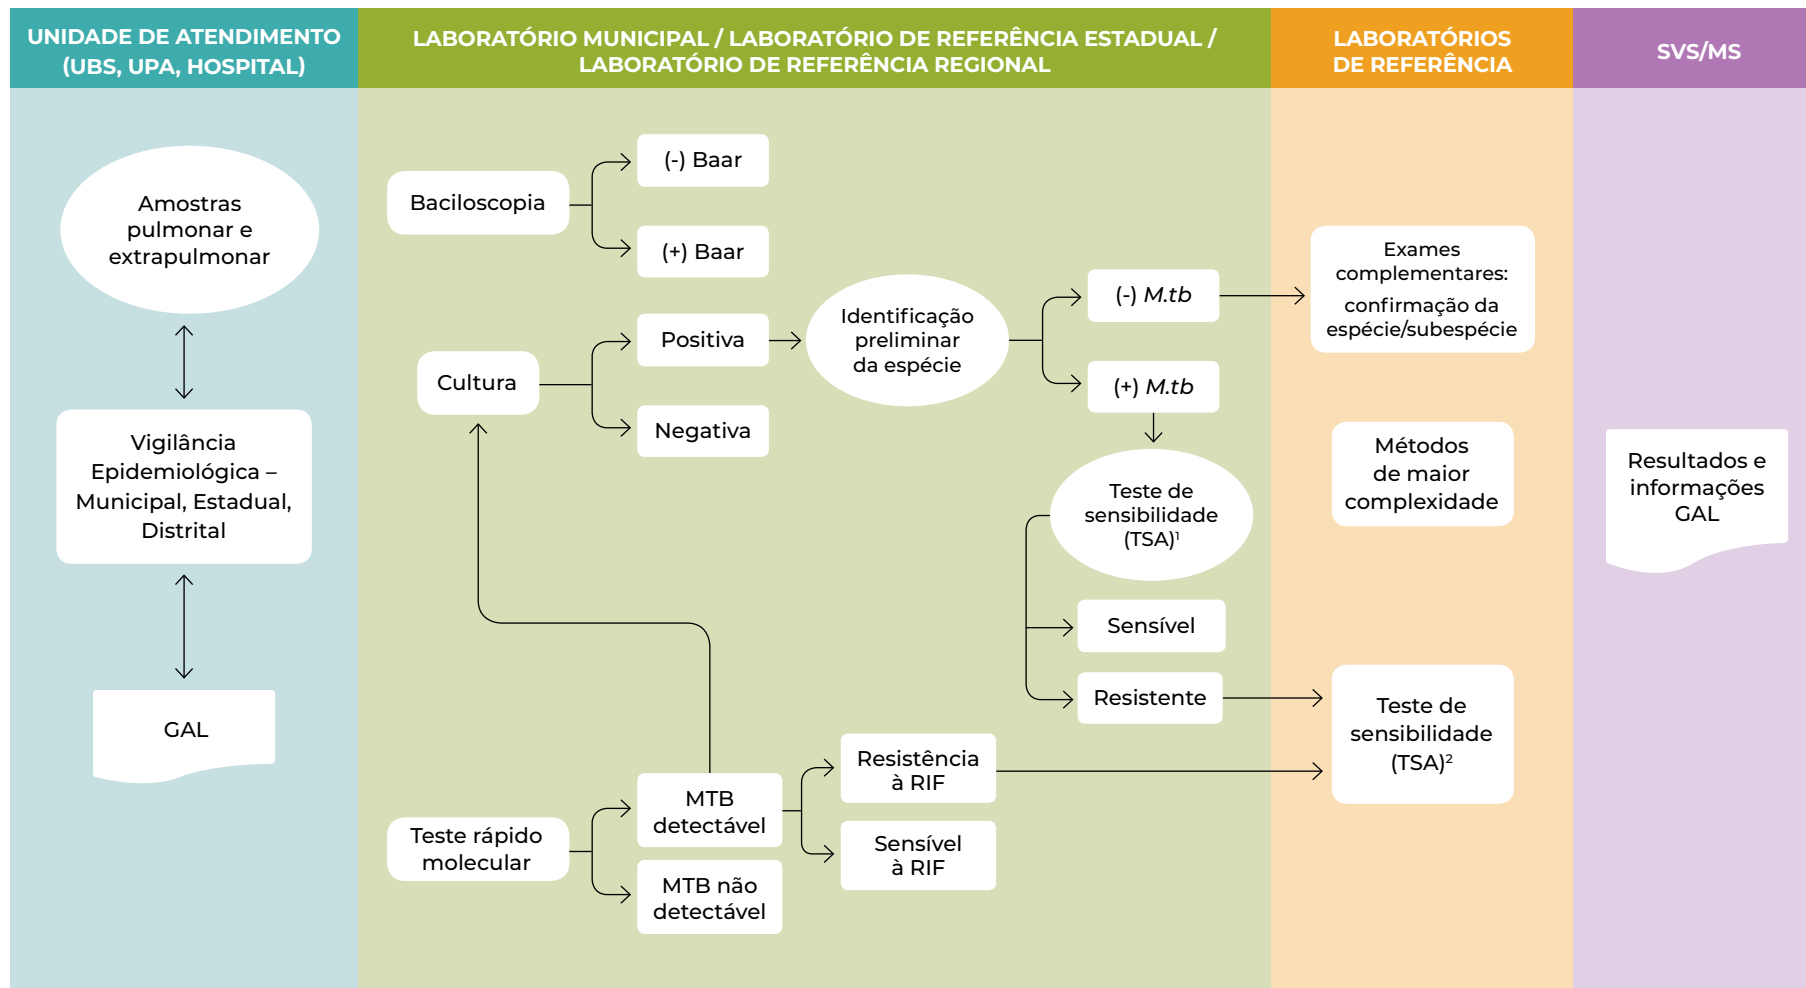 UNIDADE DE ATENDIMENTO
(UBS, UPA, HOSPITAL)
LABORATÓRIO MUNICIPAL / LABORATÓRIO DE REFERÊNCIA ESTADUAL /
LABORATÓRIO DE REFERÊNCIA REGIONAL
LABORATÓRIOS
DE REFERÊNCIA
SVS/MS
Amostras
pulmonar e
extrapulmonar
Vigilância
Epidemiológica –
Municipal, Estadual,
Distrital
GAL
Baciloscopia
(-) Baar
(+) Baar
Cultura
Positiva
Negativa
Identificação
preliminar
da espécie
(-) M.tb
(+) M.tb
Teste de
sensibilidade
(TSA)¹
Sensível
Resistente
Teste rápido
molecular
MTB
detectável
MTB não
detectável
Resistência
à RIF
Sensível
à RIF
Exames
complementares:
confirmação da
espécie/subespécie
Métodos
de maior
complexidade
Teste de
sensibilidade
(TSA)²
Resultados e
informações
GAL